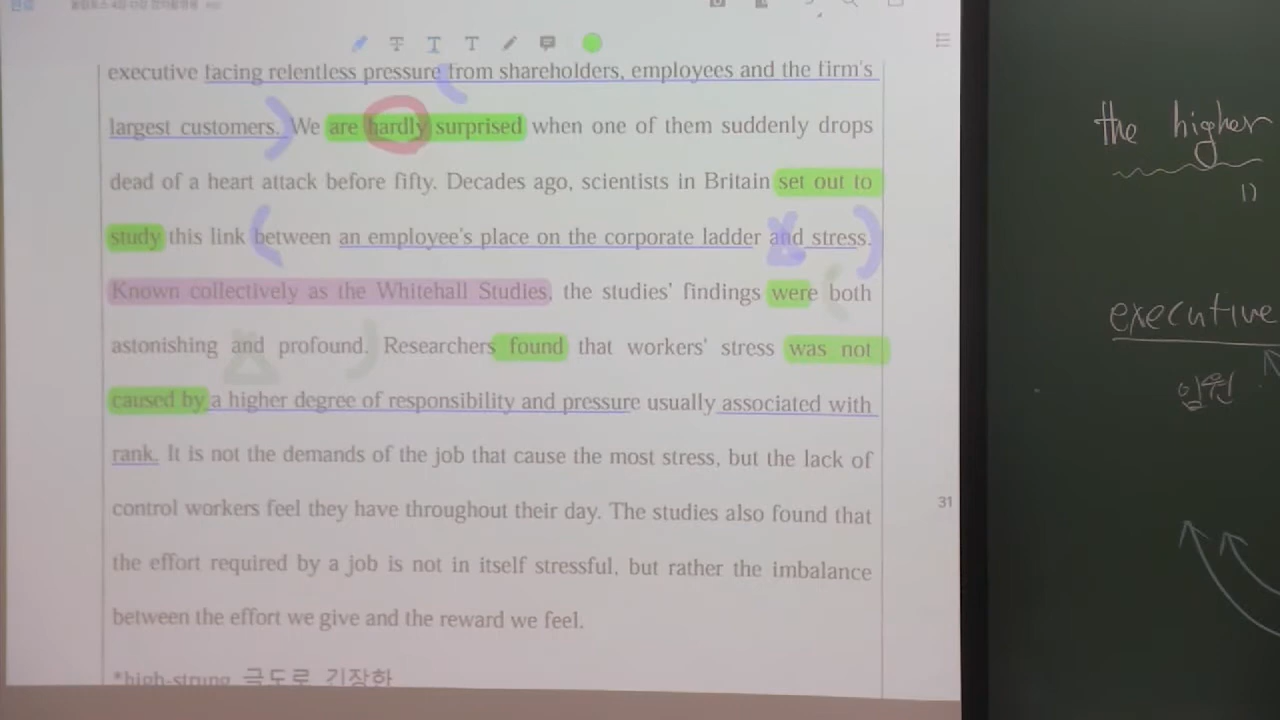 executive facing relentless pressure from shareholders, employees and the firm's
largest customers. We are hardly surprised when one of them suddenly drops
dead of a heart attack before fifty. Decades ago, scientists in Britain set out to
study this link between an employee's place on the corporate ladder and stress.
Known collectively as the Whitehall Studies, the studies' findings were both
astonishing and profound. Researchers found that workers' stress was not
caused by a higher degree of responsibility and pressure usually associated with
rank. It is not the demands of the job that cause the most stress, but the lack of
control workers feel they have throughout their day. The studies also found that
the effort required by a job is not in itself stressful, but rather the imbalance
between the effort we give and the reward we feel.
*high-strung 극도로 기장하
31
the higher
1)
executive
임원